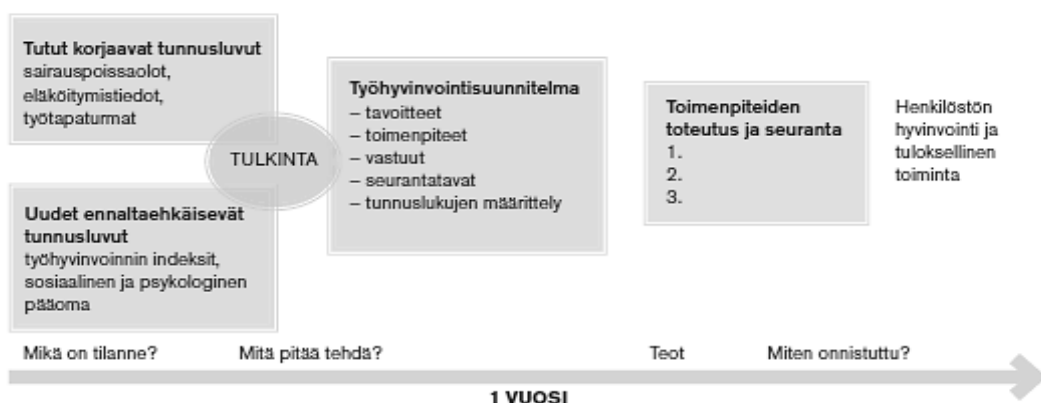 Tutut korjaavat tunnusluvut
sairauspoissaolot,
eläköitymistiedot,
työtapaturmat
TULKINTA
Uudet ennaltaehkäisevät
tunnusluvut
työhyvinvoinnin indeksit,
sosiaalinen ja psykologinen
pääoma
Työhyvinvointisuunnitelma
– tavoitteet
– toimenpiteet
– vastuut
– seurantatavat
– tunnuslukujen määrittely
Toimenpiteiden
toteutus ja seuranta
1.
2.
3.
Henkilöstön
hyvinvointi ja
tuloksellinen
toiminta
Mikä on tilanne?
Mitä pitää tehdä?
Teot
Miten onnistuttu?
1 VUOSI